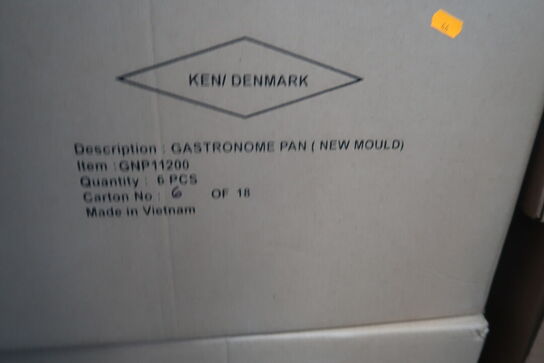 44
KEN/ DENMARK
Description : GASTRONOME PAN ( NEW MOULD)
Item : GNP11200
Quantity : 6 PCS
Carton No : 6 OF 18
Made in Vietnam